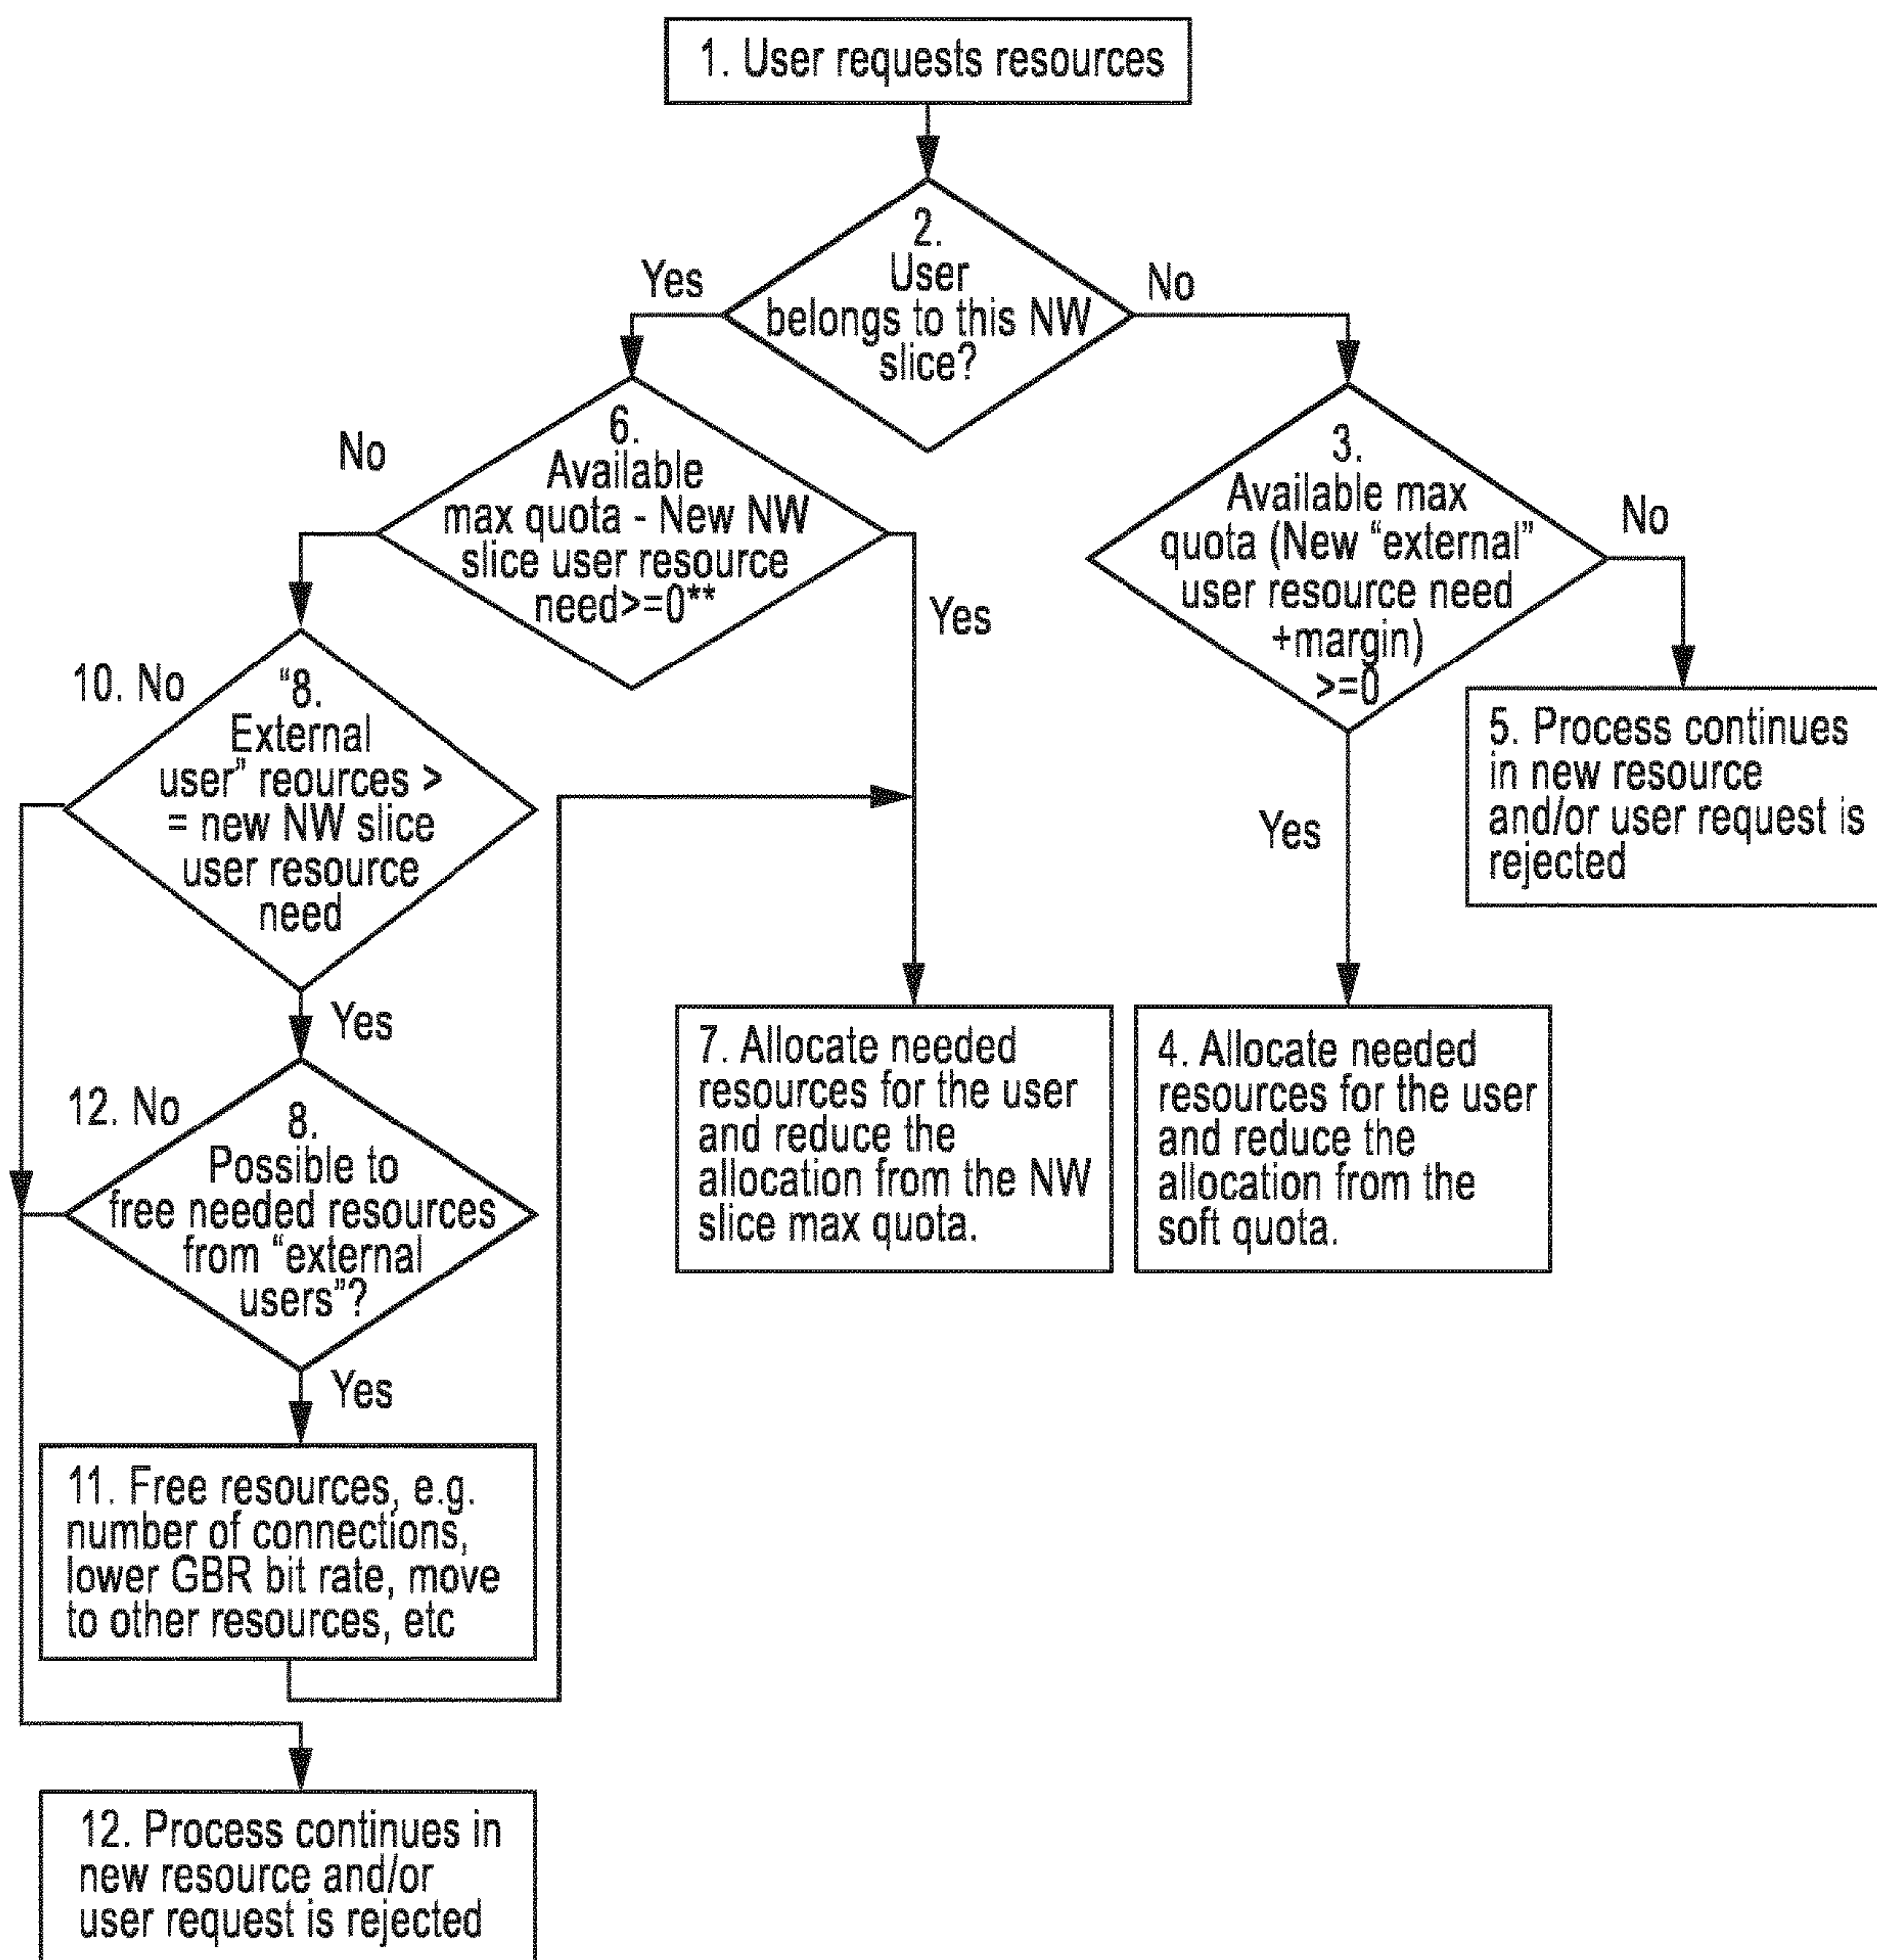 1. User requests resources
2.
User
belongs to this NW
slice?
Yes
No
6.
Available
max quota - New NW
slice user resource
need>=0**
No
Yes
3.
Available max
quota (New “external”
user resource need
+margin)
>=0
No
Yes
5. Process continues
in new resource
and/or user request is
rejected
10. No
“8.
External
user” reources >
= new NW slice
user resource
need
Yes
12. No
8.
Possible to
free needed resources
from “external
users”?
Yes
7. Allocate needed
resources for the user
and reduce the
allocation from the NW
slice max quota.
4. Allocate needed
resources for the user
and reduce the
allocation from the
soft quota.
11. Free resources, e.g.
number of connections,
lower GBR bit rate, move
to other resources, etc
12. Process continues in
new resource and/or
user request is rejected